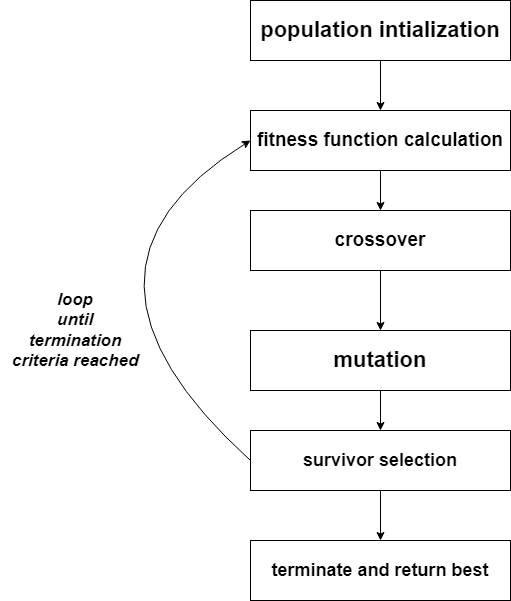 population intialization
fitness function calculation
crossover
loop
until
termination
criteria reached
mutation
survivor selection
terminate and return best